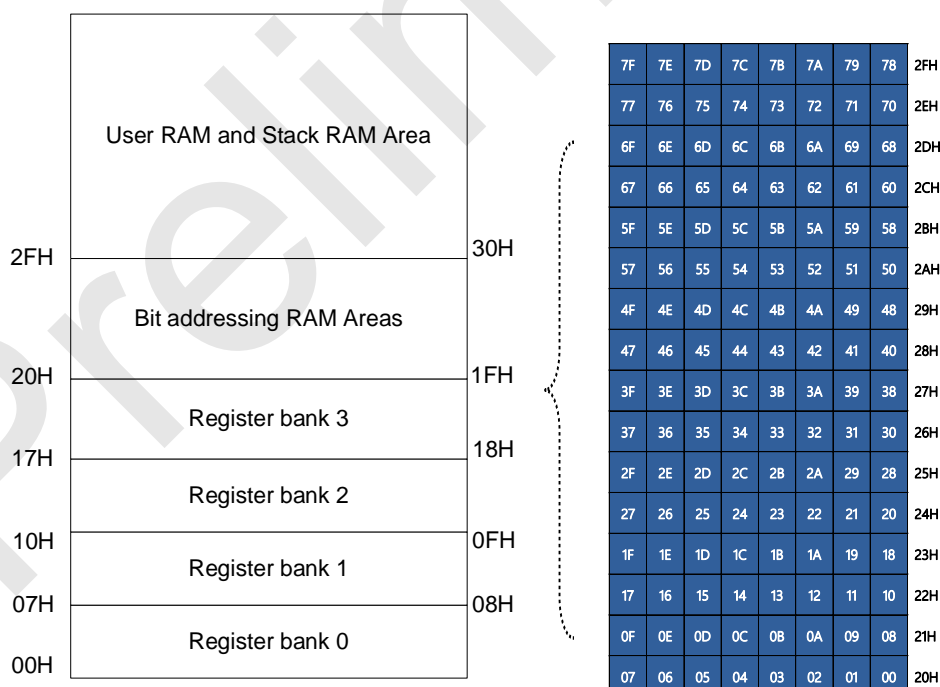 Prelim
User RAM and Stack RAM Area
2FH
30H
Bit addressing RAM Areas
20H
1FH
Register bank 3
17H
18H
Register bank 2
10H
0FH
Register bank 1
07H
08H
Register bank 0
00H
7F 7E 7D 7C 7B 7A 79 78 2FH
77 76 75 74 73 72 71 70 2EH
6F 6E 6D 6C 6B 6A 69 68 2DH
67 66 65 64 63 62 61 60 2CH
5F 5E 5D 5C 5B 5A 59 58 2BH
57 56 55 54 53 52 51 50 2AH
4F 4E 4D 4C 4B 4A 49 48 29H
47 46 45 44 43 42 41 40 28H
3F 3E 3D 3C 3B 3A 39 38 27H
37 36 35 34 33 32 31 30 26H
2F 2E 2D 2C 2B 2A 29 28 25H
27 26 25 24 23 22 21 20 24H
1F 1E 1D 1C 1B 1A 19 18 23H
17 16 15 14 13 12 11 10 22H
0F 0E 0D 0C 0B 0A 09 08 21H
07 06 05 04 03 02 01 00 20H